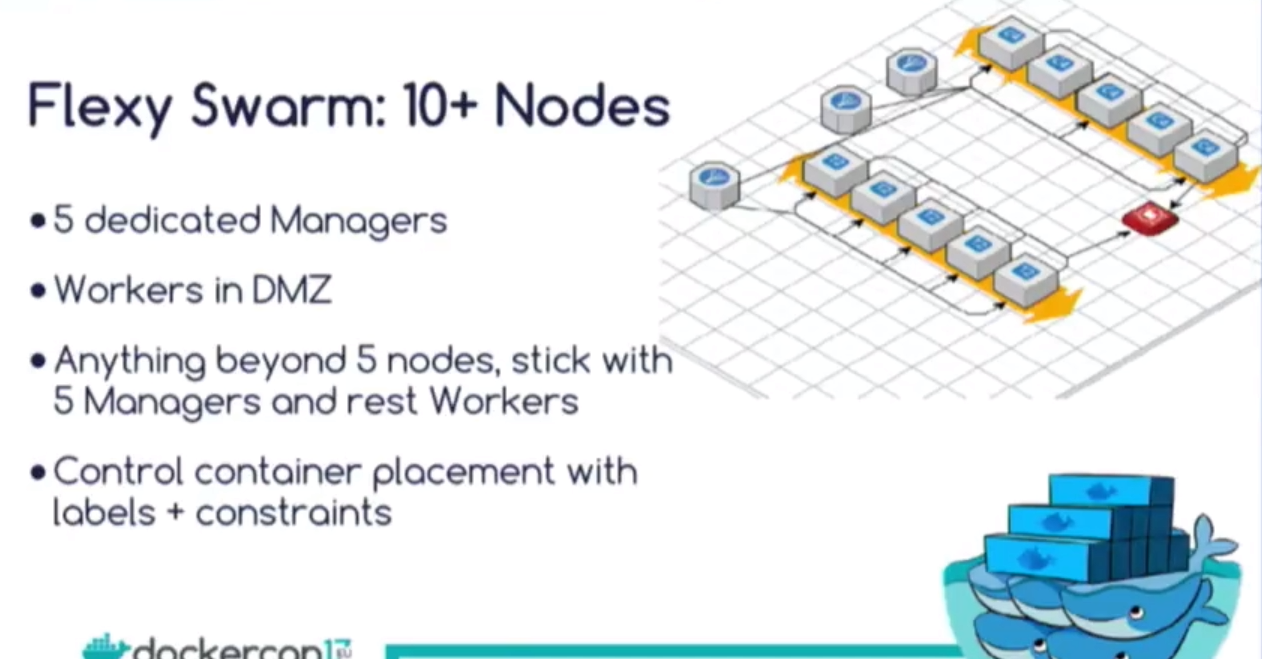 Flexy Swarm: 10+ Nodes
• 5 dedicated Managers
• Workers in DMZ
• Anything beyond 5 nodes, stick with
5 Managers and rest Workers
• Control container placement with
labels + constraints
dockercon17 EU